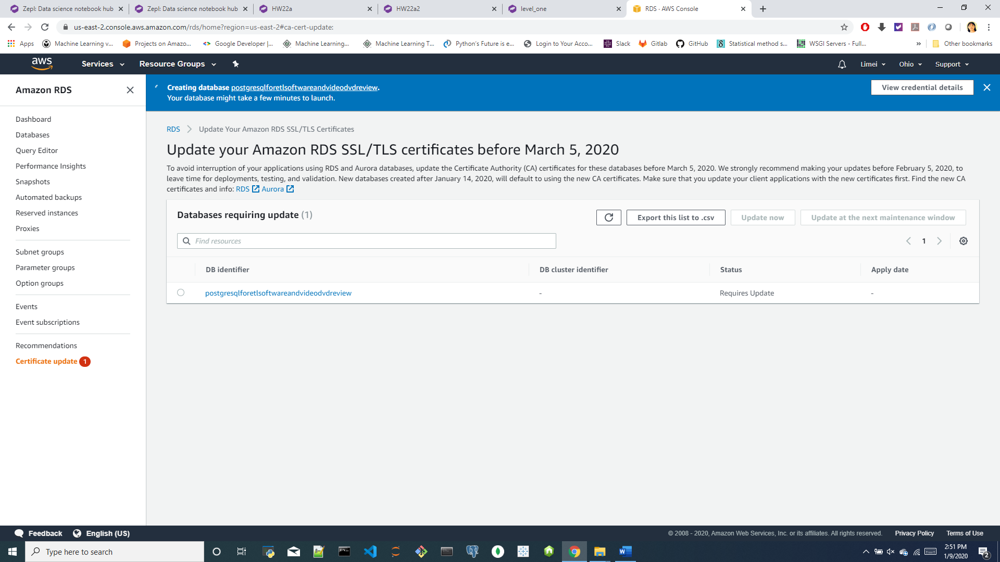 Zepl: Data science notebook hub
Zepl: Data science notebook hub
HW22a
HW22a2
level_one
RDS · AWS Console
us-east-2.console.aws.amazon.com/rds/home?region=us-east-2#ca-cert-update:
Apps
Machine Learning v...
Projects on Amazo...
Google Developer |...
Machine Learning...
Machine Learning T...
Python's Future is e...
Login to Your Acco...
Slack
Gitlab
GitHub
Statistical method s...
WSGI Servers - Full...
»
Other bookmarks
aws
Services
Resource Groups
Limei
Ohio
Support
Amazon RDS
Dashboard
Databases
Query Editor
Performance Insights
Snapshots
Automated backups
Reserved instances
Proxies
Subnet groups
Parameter groups
Option groups
Events
Event subscriptions
Recommendations
Certificate update 1
Creating database postgresqlforetlsoftwareandvideodvdreview.
Your database might take a few minutes to launch.
View credential details
RDS > Update Your Amazon RDS SSL/TLS Certificates
Update your Amazon RDS SSL/TLS certificates before March 5, 2020
To avoid interruption of your applications using RDS and Aurora databases, update the Certificate Authority (CA) certificates for these databases before March 5, 2020. We strongly recommend making your updates before February 5, 2020, to
leave time for deployments, testing, and validation. New databases created after January 14, 2020, will default to using the new CA certificates. Make sure that you update your client applications with the new certificates first. Find the new CA
certificates and info: RDS Aurora
Databases requiring update (1)
Export this list to .csv
Update now
Update at the next maintenance window
Find resources
1
DB identifier
DB cluster identifier
Status
Apply date
postgresqlforetlsoftwareandvideodvdreview
-
Requires Update
-
Feedback
English (US)
© 2008 - 2020, Amazon Web Services, Inc. or its affiliates. All rights reserved.
Privacy Policy
Terms of Use
Type here to search
2:51 PM
1/9/2020
2